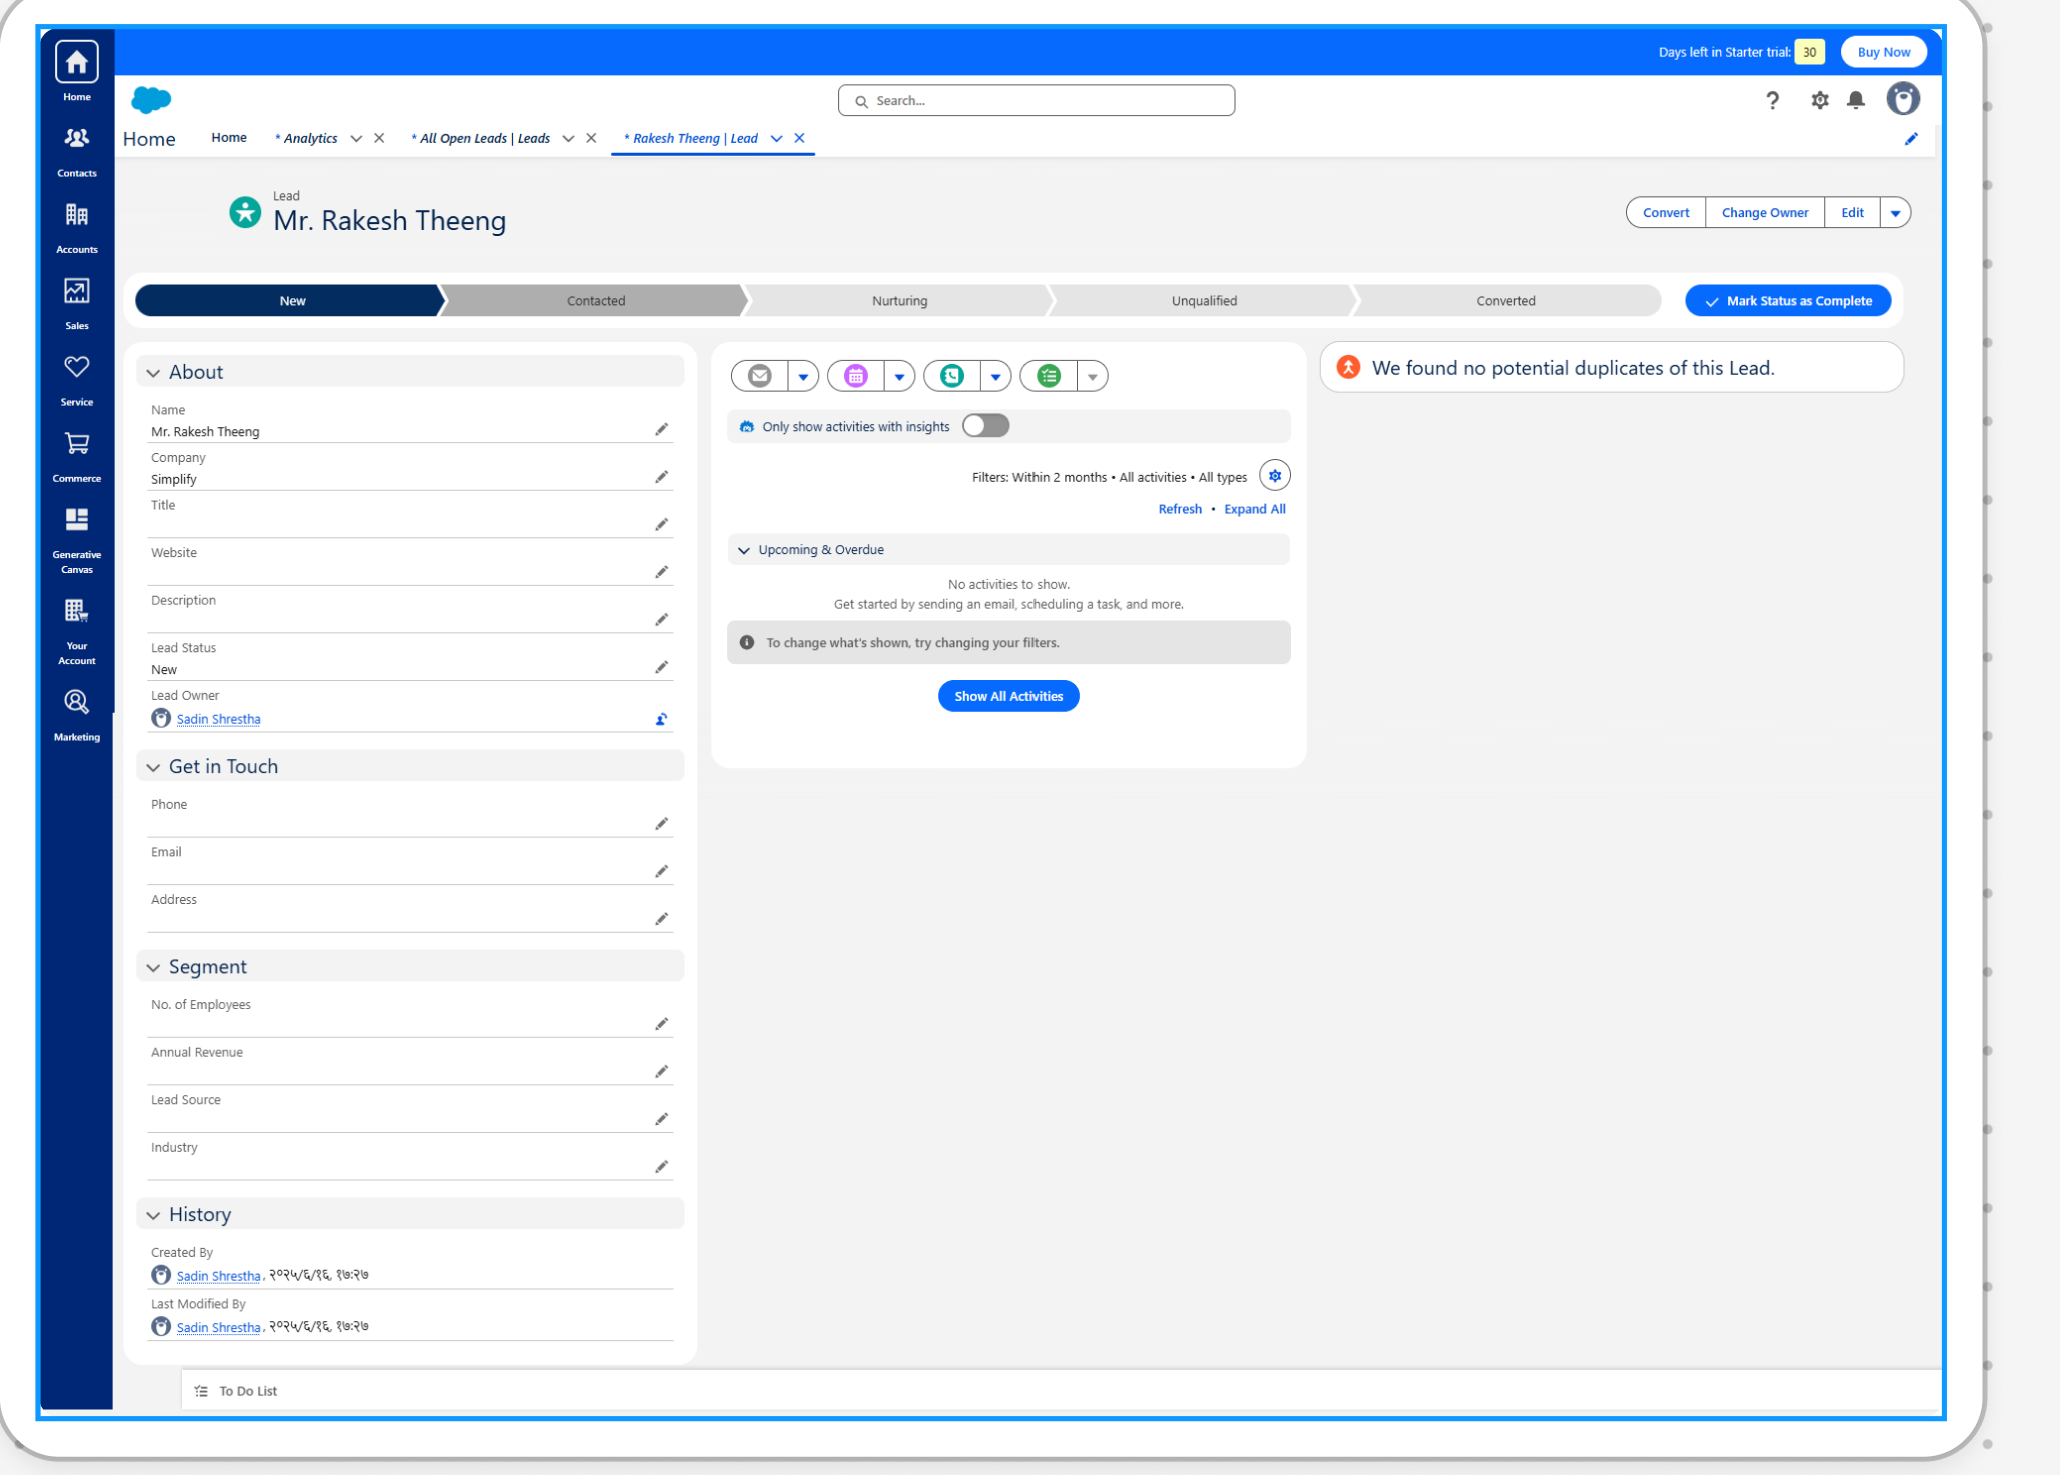 Days left in Starter trial: 30 Buy Now
Search...
Home Home * Analytics * All Open Leads | Leads * Rakesh Theeng | Lead
Home
Contacts
Accounts
Sales
Service
Commerce
Generative
Canvas
Your
Account
Marketing
Lead
Mr. Rakesh Theeng
Convert Change Owner Edit
New Contacted Nurturing Unqualified Converted Mark Status as Complete
About
Name
Mr. Rakesh Theeng
Company
Simplify
Title
Website
Description
Lead Status
New
Lead Owner
Sadin Shrestha
Get in Touch
Phone
Email
Address
Segment
No. of Employees
Annual Revenue
Lead Source
Industry
History
Created By
Sadin Shrestha, २०२५/६/१६, १७:२७
Last Modified By
Sadin Shrestha, २०२५/६/१६, १७:२७
Only show activities with insights
Filters: Within 2 months • All activities • All types
Refresh • Expand All
Upcoming & Overdue
No activities to show.
Get started by sending an email, scheduling a task, and more.
To change what's shown, try changing your filters.
Show All Activities
We found no potential duplicates of this Lead.
To Do List